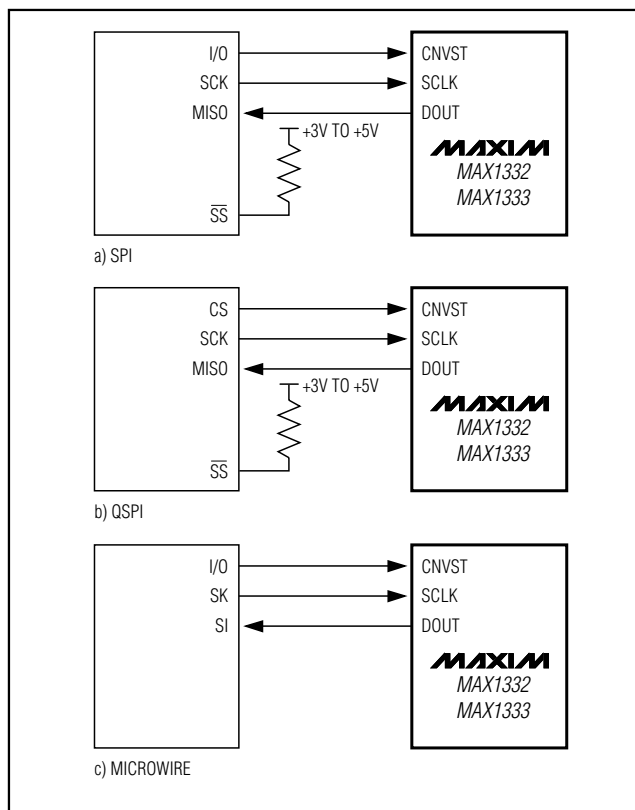 I/O CNVST
SCK SCLK
MISO DOUT
+3V TO +5V
MAXIM
MAX1332
MAX1333
SS
a) SPI
CS CNVST
SCK SCLK
MISO DOUT
+3V TO +5V
MAXIM
MAX1332
MAX1333
SS
b) QSPI
I/O CNVST
SK SCLK
SI DOUT
MAXIM
MAX1332
MAX1333
c) MICROWIRE